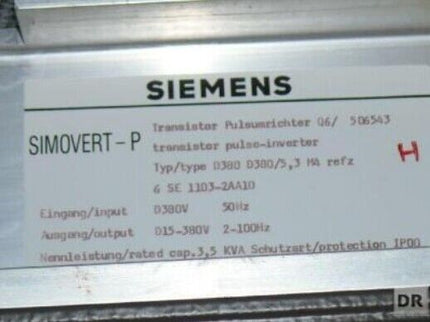 SIEMENS
SIMOVERT-P
Transistor Pulsumrichter Q6/ 506543
transistor pulse-inverter
Typ/type D380 D380/5,3 MA refz
H
6 SE 1103-2AA10
Eingang/input D380V 50Hz
Ausgang/output D15-380V 2-100Hz
Nennleistung/rated cap.3,5 KVA Schutzart/protection IP00
DR